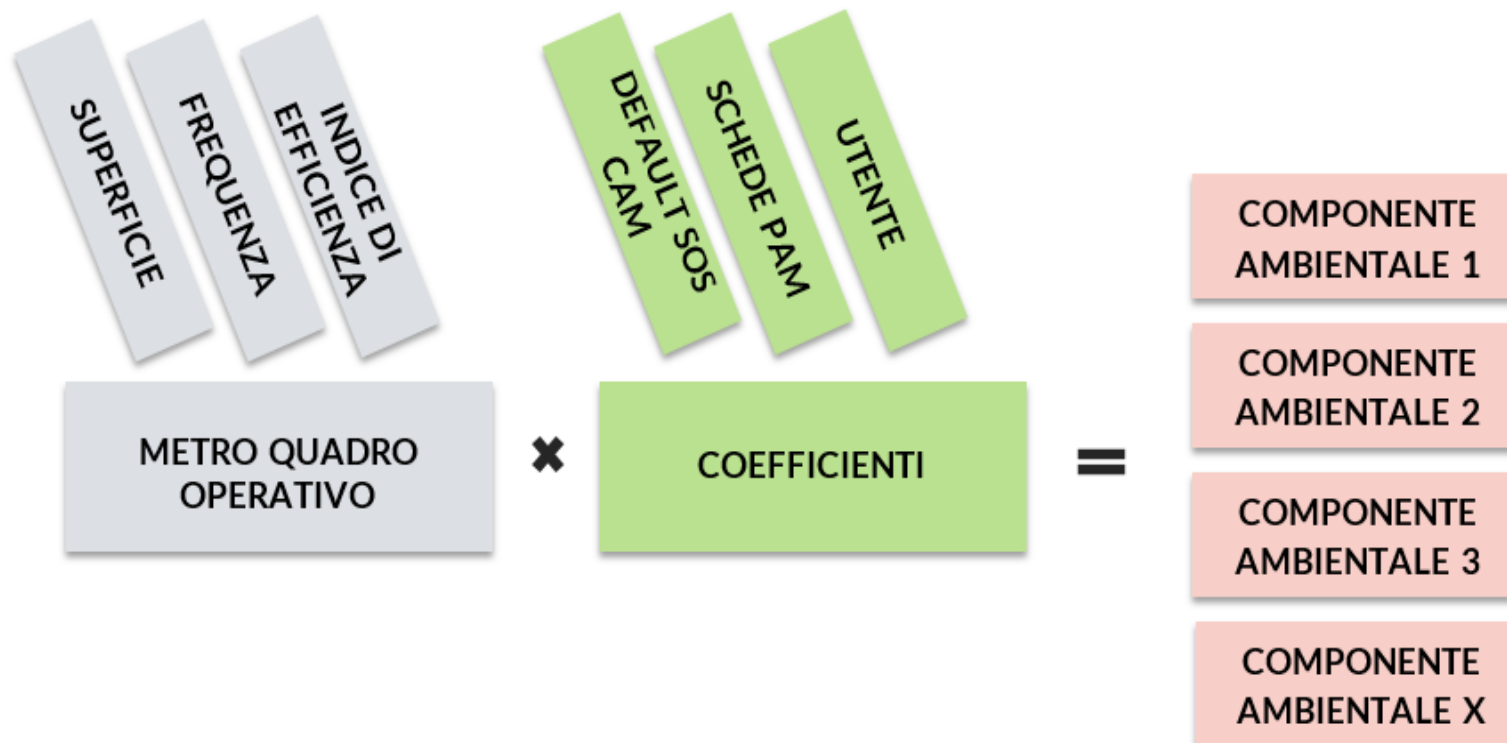 SUPERFICIE
FREQUENZA
INDICE DI
EFFICIENZA
DEFAULT SOS
CAM
SCHEDE PAM
UTENTE
METRO QUADRO
OPERATIVO
×
COEFFICIENTI
=
COMPONENTE
AMBIENTALE 1
COMPONENTE
AMBIENTALE 2
COMPONENTE
AMBIENTALE 3
COMPONENTE
AMBIENTALE X